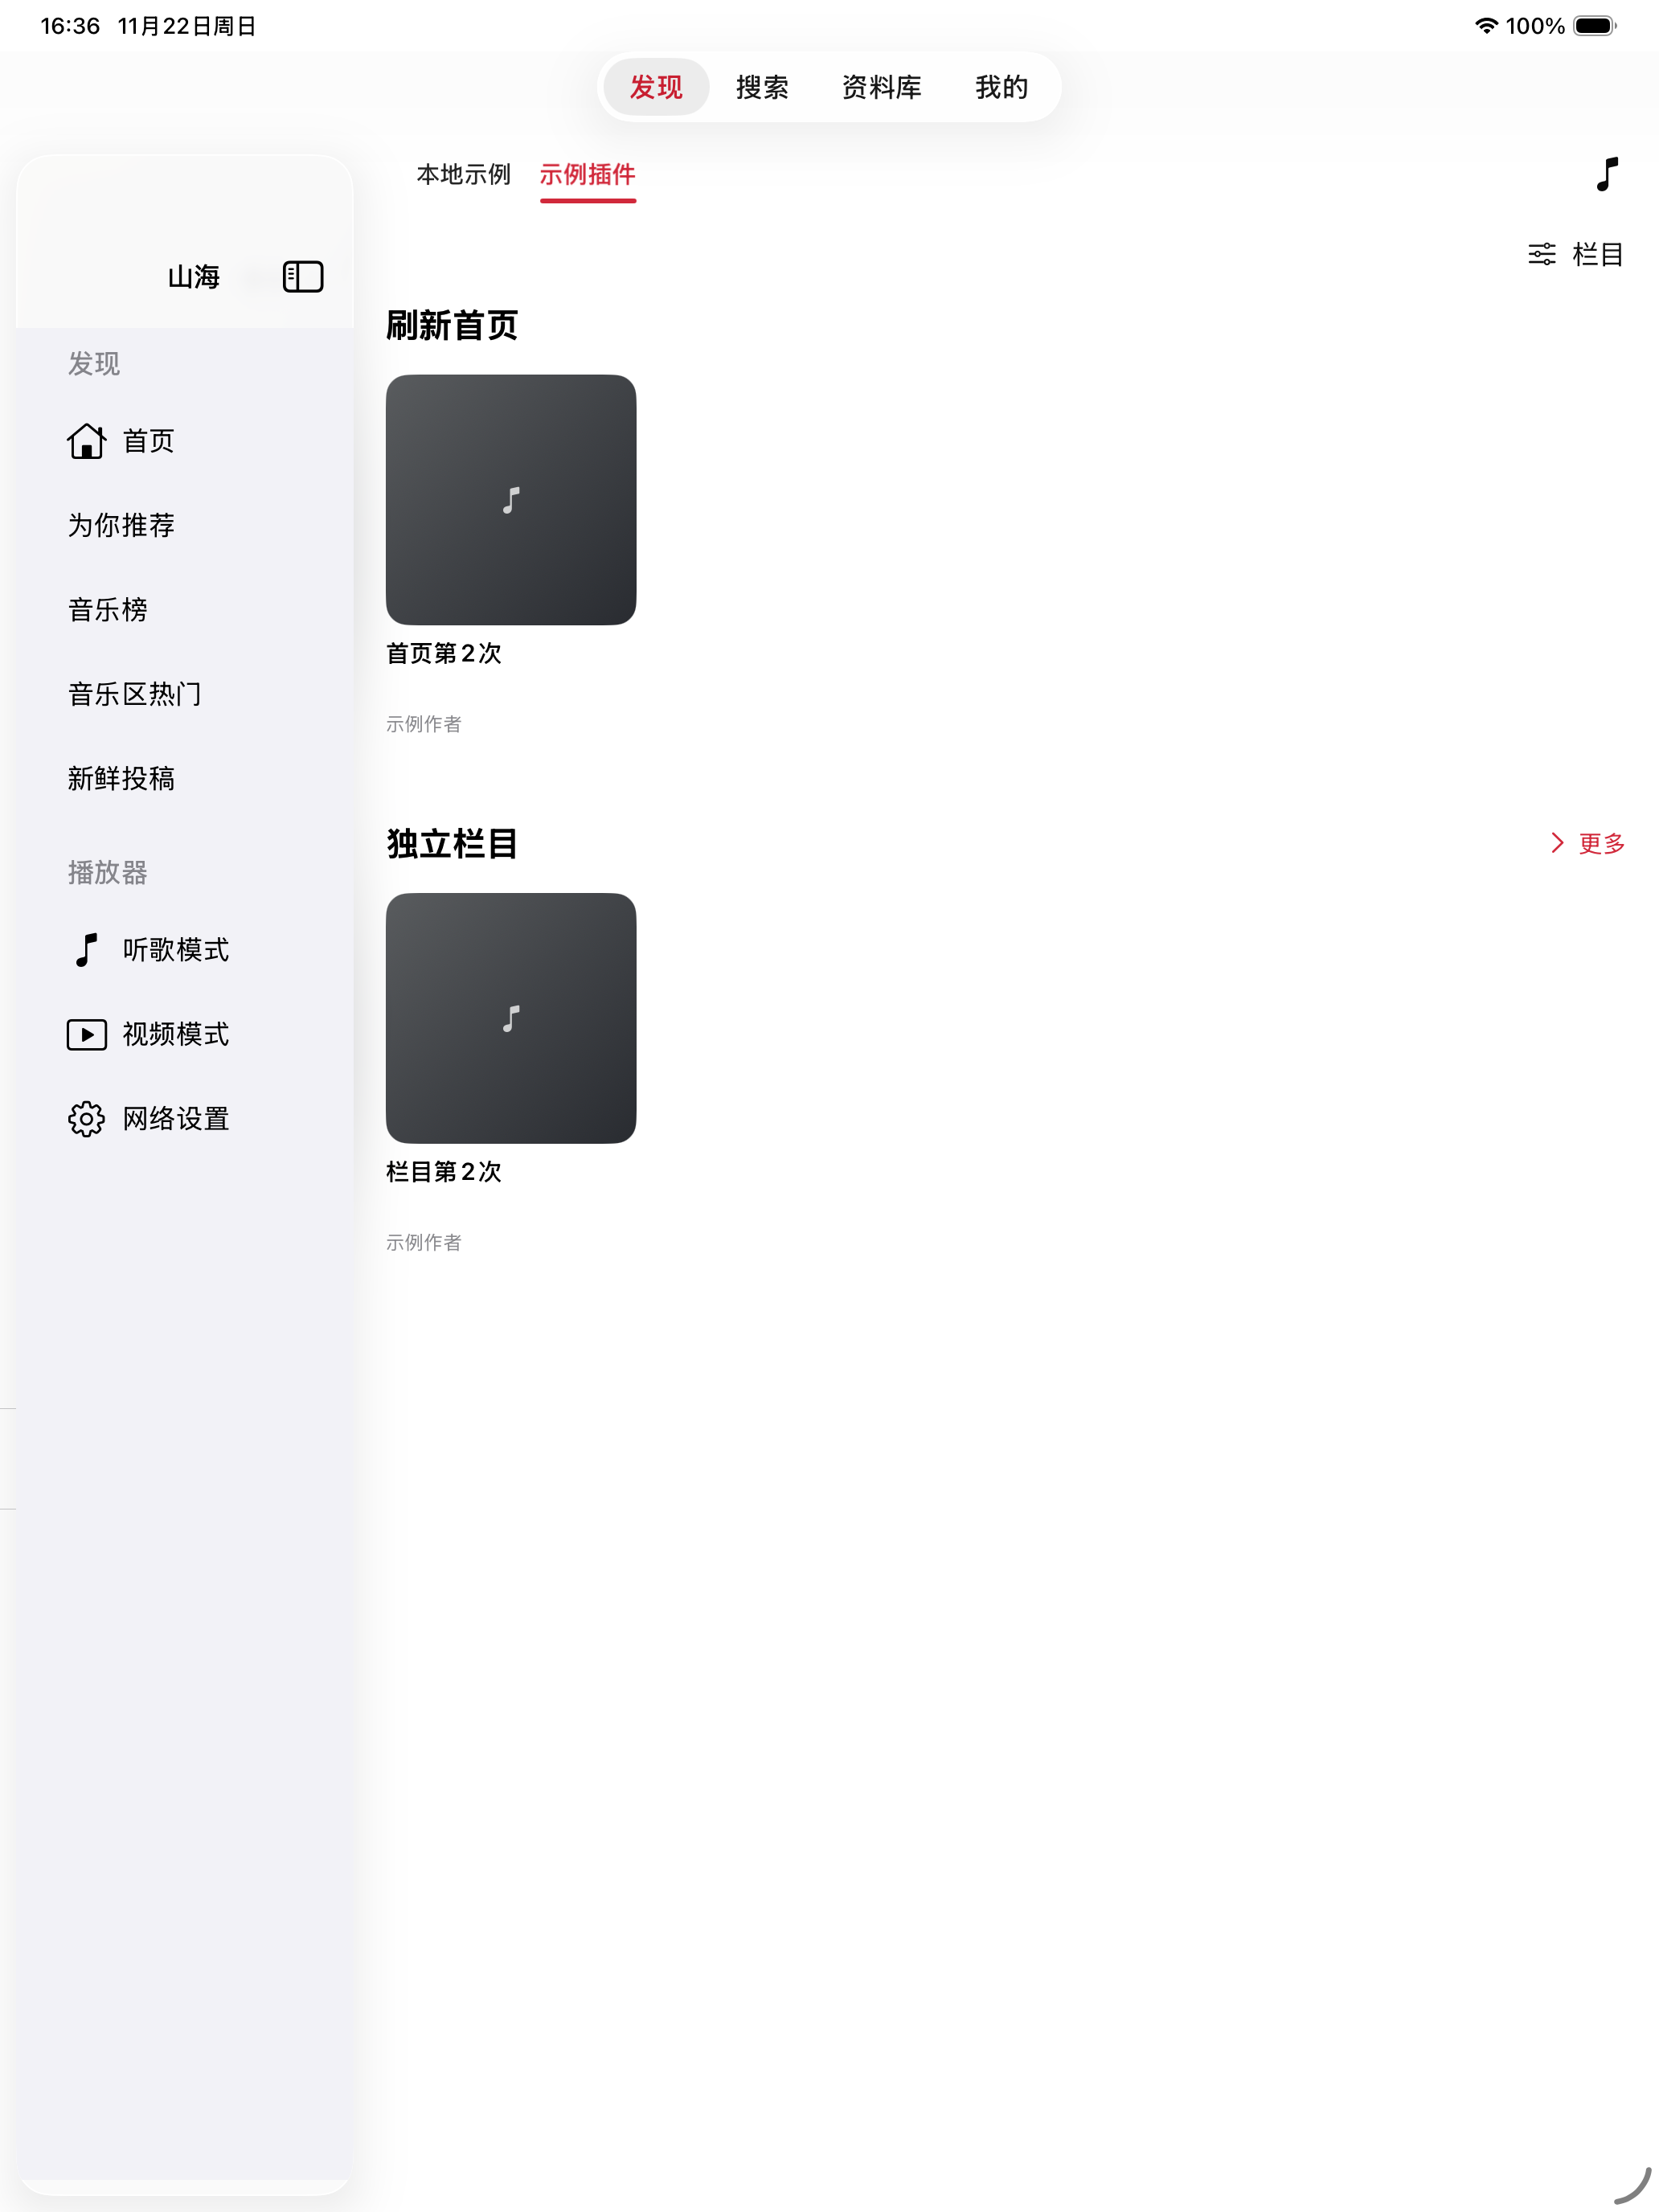 16:36 11月22日周日
100%
发现 搜索 资料库 我的
本地示例 示例插件
山海
栏目
发现
首页
为你推荐
音乐榜
音乐区热门
新鲜投稿
播放器
听歌模式
视频模式
网络设置
刷新首页
首页第2次
示例作者
独立栏目
更多
栏目第2次
示例作者